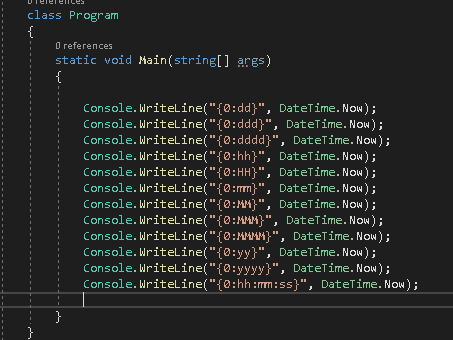 0 references
class Program
{
0 references
static void Main(string[] args)
{
Console.WriteLine("{0:dd}", DateTime.Now);
Console.WriteLine("{0:ddd}", DateTime.Now);
Console.WriteLine("{0:dddd}", DateTime.Now);
Console.WriteLine("{0:hh}", DateTime.Now);
Console.WriteLine("{0:HH}", DateTime.Now);
Console.WriteLine("{0:mm}", DateTime.Now);
Console.WriteLine("{0:MM}", DateTime.Now);
Console.WriteLine("{0:MMM}", DateTime.Now);
Console.WriteLine("{0:MMMM}", DateTime.Now);
Console.WriteLine("{0:yy}", DateTime.Now);
Console.WriteLine("{0:yyyy}", DateTime.Now);
Console.WriteLine("{0:hh:mm:ss}", DateTime.Now);
}
}